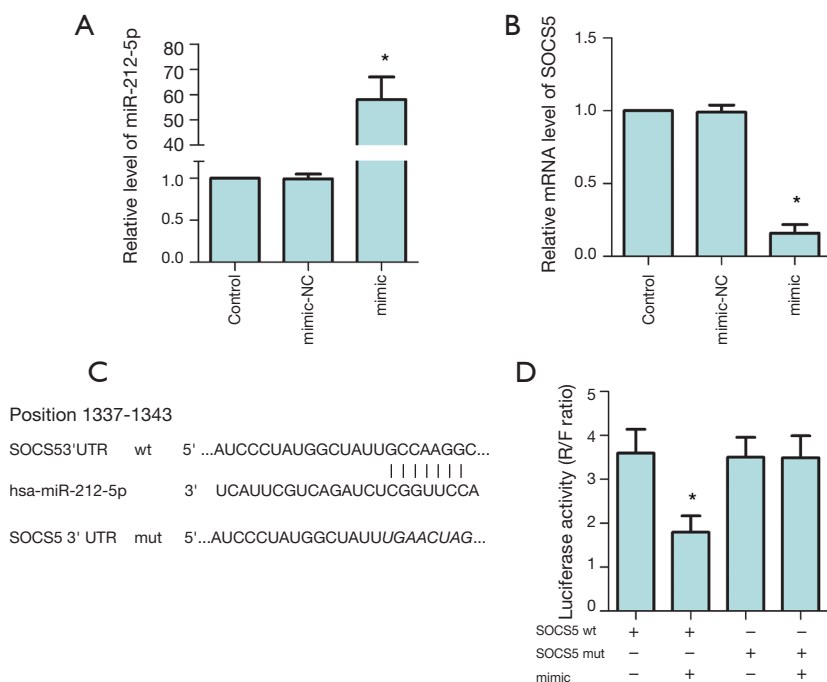 A
Relative level of miR-212-5p
80
70
60
50
40
1.0
0.5
0.0
*
Control
mimic-NC
mimic
B
Relative mRNA level of SOCS5
1.5
1.0
0.5
0.0
*
Control
mimic-NC
mimic
C
Position 1337-1343
SOCS53'UTR wt 5' ...AUCCCUAUGGCUAUUGCCAAGGC...
hsa-miR-212-5p 3' UCAUUCGUCAGAUCUCGGUUCCA
SOCS5 3' UTR mut 5'...AUCCCUAUGGCUAUUUGAACUAG...
D
Luciferase activity (R/F ratio)
5
4
3
2
1
0
*
SOCS5 wt + + – –
SOCS5 mut – – + +
mimic – + – +